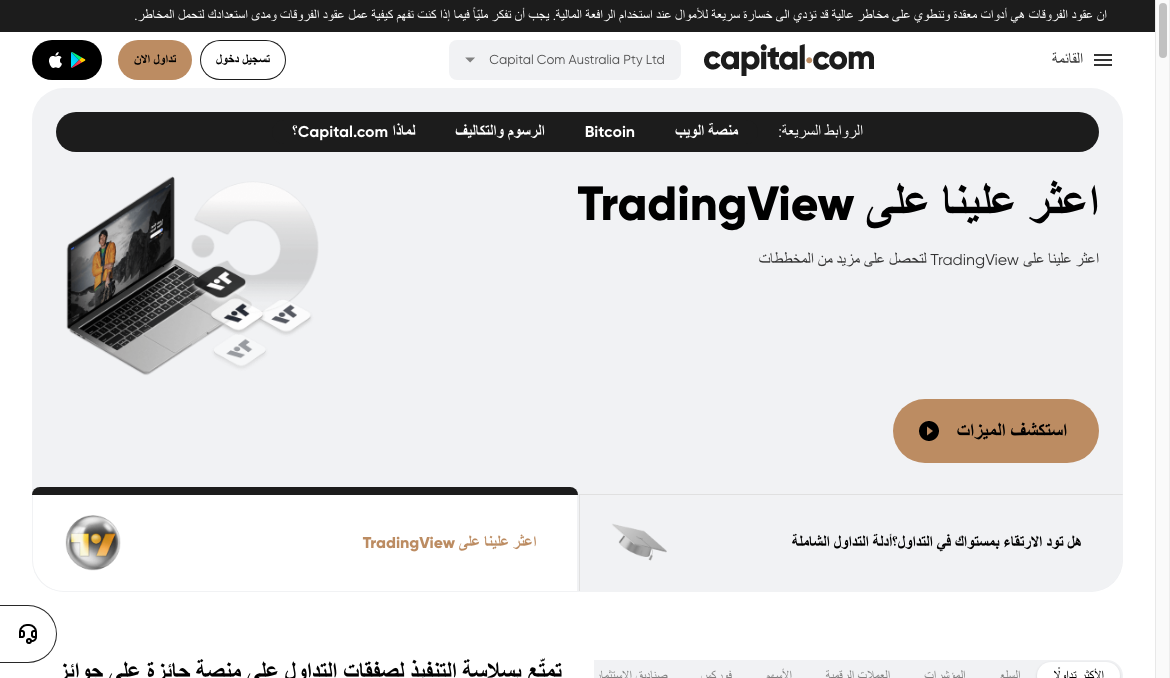 ان عقود الفروقات هي أدوات معقدة وتنطوي على مخاطر عالية قد تؤدي الى خسارة سريعة للأموال عند استخدام الرافعة المالية. يجب أن تفكر مليّاً فيما إذا كنت تفهم كيفية عمل عقود الفروقات ومدى استعدادك لتحمل المخاطر.
القائمة
capital.com
Capital Com Australia Pty Ltd
تسجيل دخول
تداول الان
الروابط السريعة: منصة الويب Bitcoin الرسوم والتكاليف لماذا Capital.com؟
اعثر علينا على TradingView
اعثر علينا على TradingView لتحصل على مزيد من المخططات
استكشف الميزات
هل تود الارتقاء بمستواك في التداول؟أدلة التداول الشاملة
اعثر علينا على TradingView
الأكثر تداولًا السلع المؤشرات العملات الرقمية الأسهم فوركس صناديق الاستثمار
تمتّع بسلاسة التنفيذ لصفقات التداول على منصة حائزة على جوائز